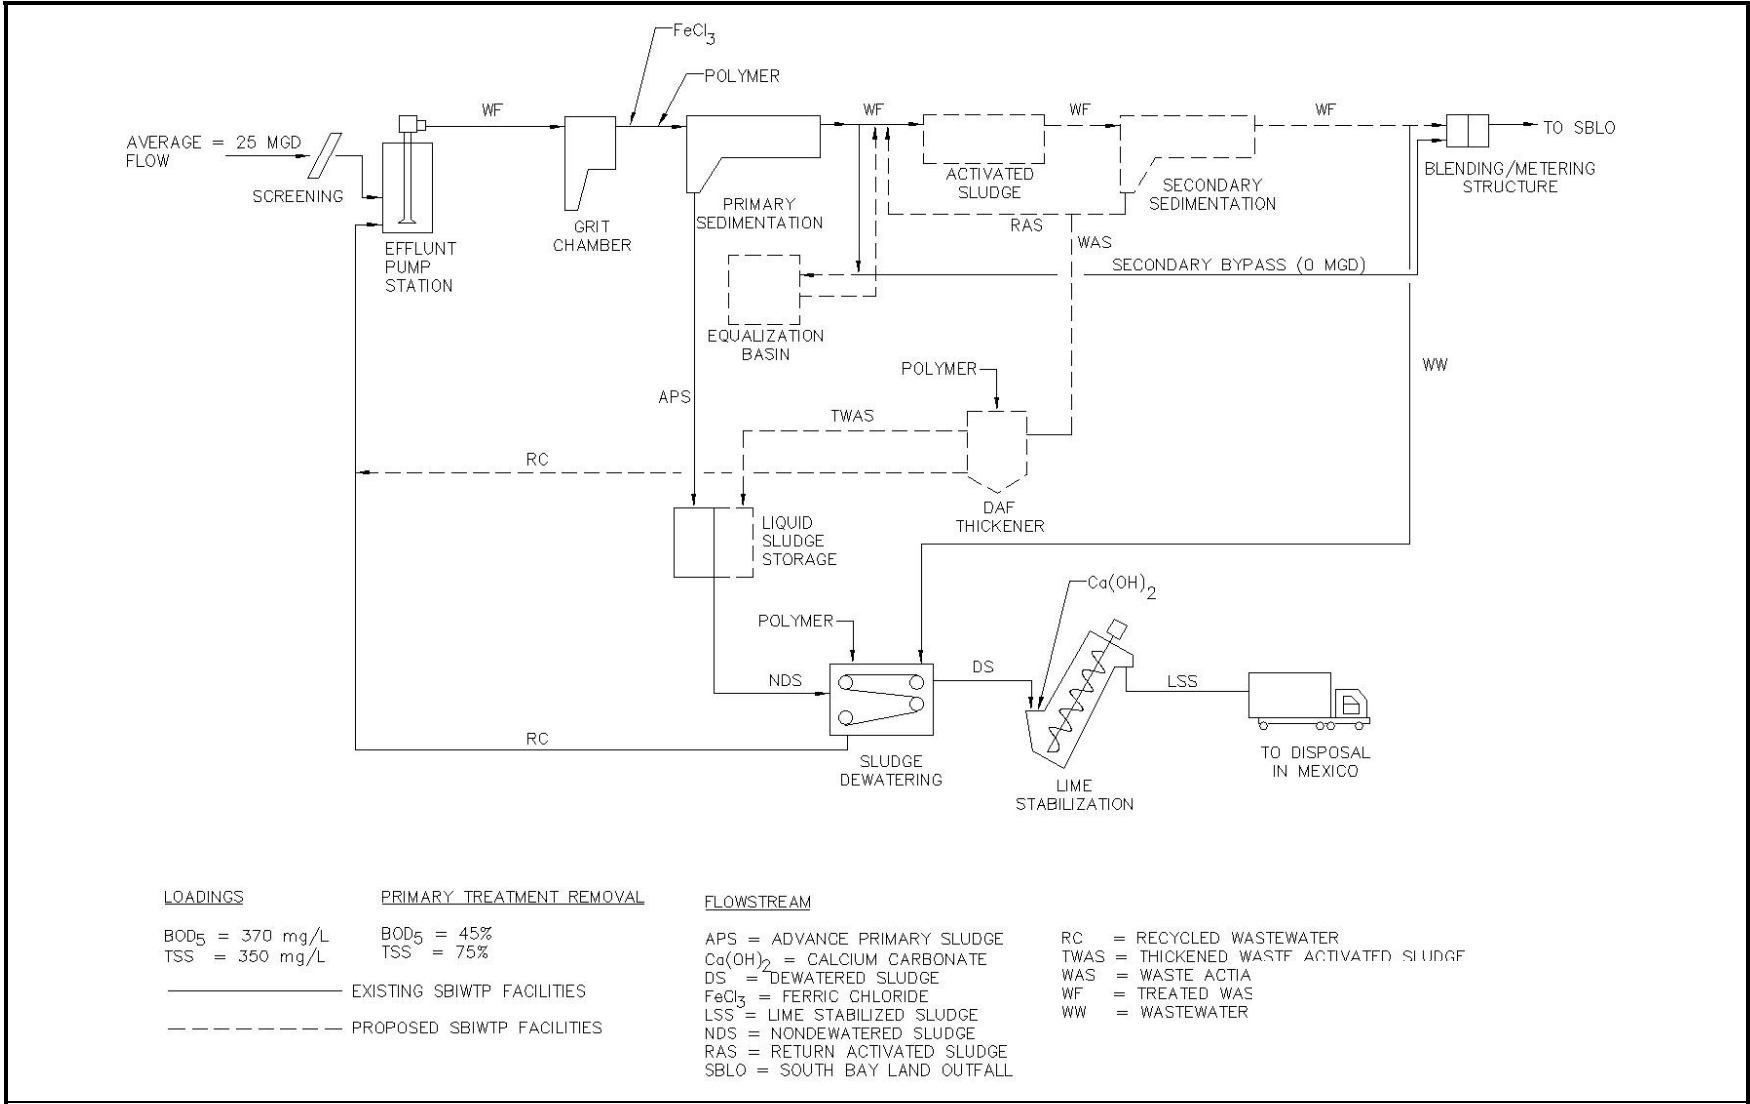 FeCl3
POLYMER
WF
WF
WF
WF
AVERAGE = 25 MGD
FLOW
TO SBLO
SCREENING
BLENDING/METERING
STRUCTURE
ACTIVATED
SLUDGE
SECONDARY
SEDIMENTATION
PRIMARY
SEDIMENTATION
GRIT
CHAMBER
RAS
WAS
EFFLUNT
PUMP
STATION
SECONDARY BYPASS (0 MGD)
EQUALIZATION
BASIN
POLYMER
WW
APS
TWAS
RC
DAF
THICKENER
LIQUID
SLUDGE
STORAGE
Ca(OH)2
POLYMER
NDS
DS
LSS
RC
SLUDGE
DEWATERING
LIME
STABILIZATION
TO DISPOSAL
IN MEXICO
LOADINGS
BOD5 = 370 mg/L
TSS = 350 mg/L
PRIMARY TREATMENT REMOVAL
BOD5 = 45%
TSS = 75%
EXISTING SBIWTP FACILITIES
PROPOSED SBIWTP FACILITIES
FLOWSTREAM
APS = ADVANCE PRIMARY SLUDGE
Ca(OH)2 = CALCIUM CARBONATE
DS = DEWATERED SLUDGE
FeCl3 = FERRIC CHLORIDE
LSS = LIME STABILIZED SLUDGE
NDS = NONDEWATERED SLUDGE
RAS = RETURN ACTIVATED SLUDGE
SBLO = SOUTH BAY LAND OUTFALL
RC = RECYCLED WASTEWATER
TWAS = THICKENED WASTE ACTIVATED SLUDGE
WAS = WASTE ACTIA
WF = TREATED WAS
WW = WASTEWATER